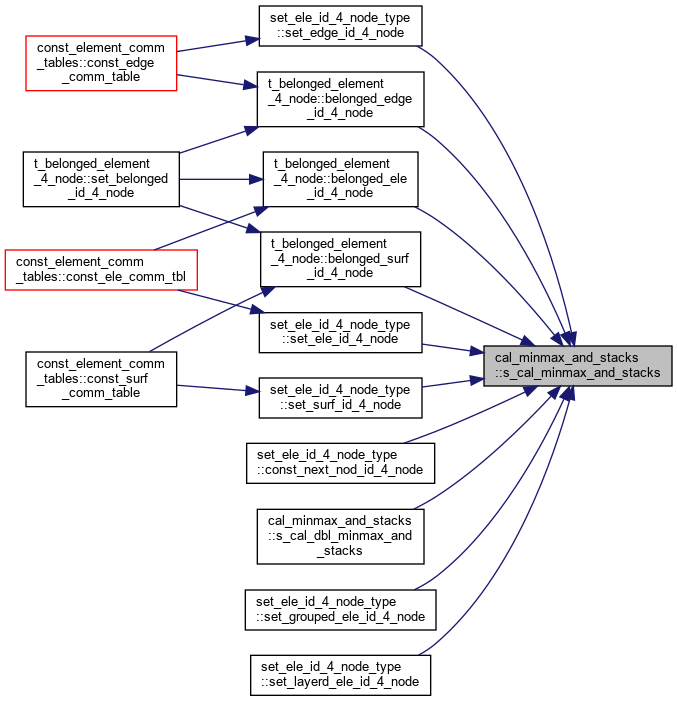 set_ele_id_4_node_type
::set_edge_id_4_node
const_element_comm
_tables::const_edge
_comm_table
t_belonged_element
_4_node::belonged_edge
_id_4_node
t_belonged_element
_4_node::set_belonged
_id_4_node
t_belonged_element
_4_node::belonged_ele
_id_4_node
t_belonged_element
_4_node::belonged_surf
_id_4_node
const_element_comm
_tables::const_ele_comm_tbl
set_ele_id_4_node_type
::set_ele_id_4_node
cal_minmax_and_stacks
::s_cal_minmax_and_stacks
const_element_comm
_tables::const_surf
_comm_table
set_ele_id_4_node_type
::set_surf_id_4_node
set_ele_id_4_node_type
::const_next_nod_id_4_node
cal_minmax_and_stacks
::s_cal_dbl_minmax_and
_stacks
set_ele_id_4_node_type
::set_grouped_ele_id_4_node
set_ele_id_4_node_type
::set_layerd_ele_id_4_node